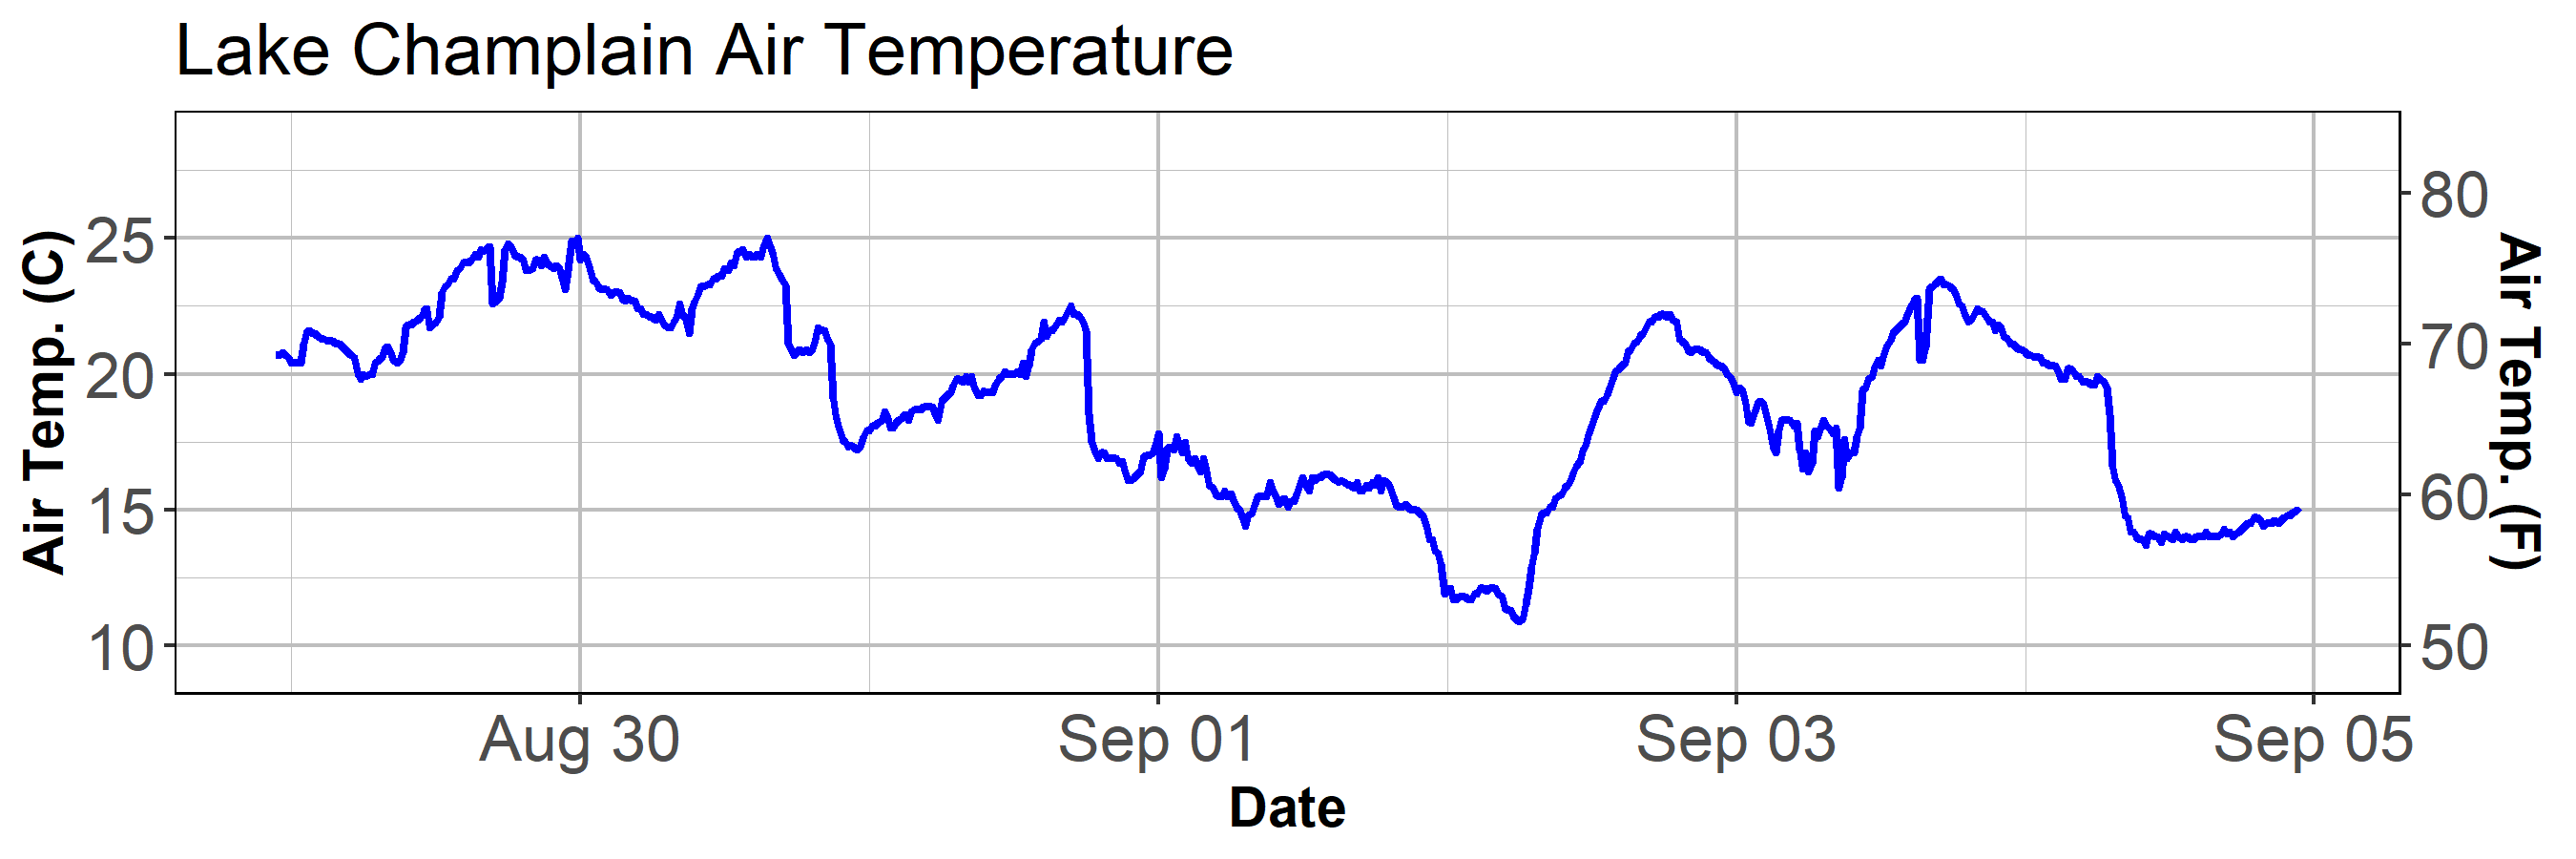 Lake Champlain Air Temperature
Air Temp. (C)
25
20
15
10
80
70
60
50
Air Temp. (F)
Aug 30
Sep 01
Sep 03
Sep 05
Date